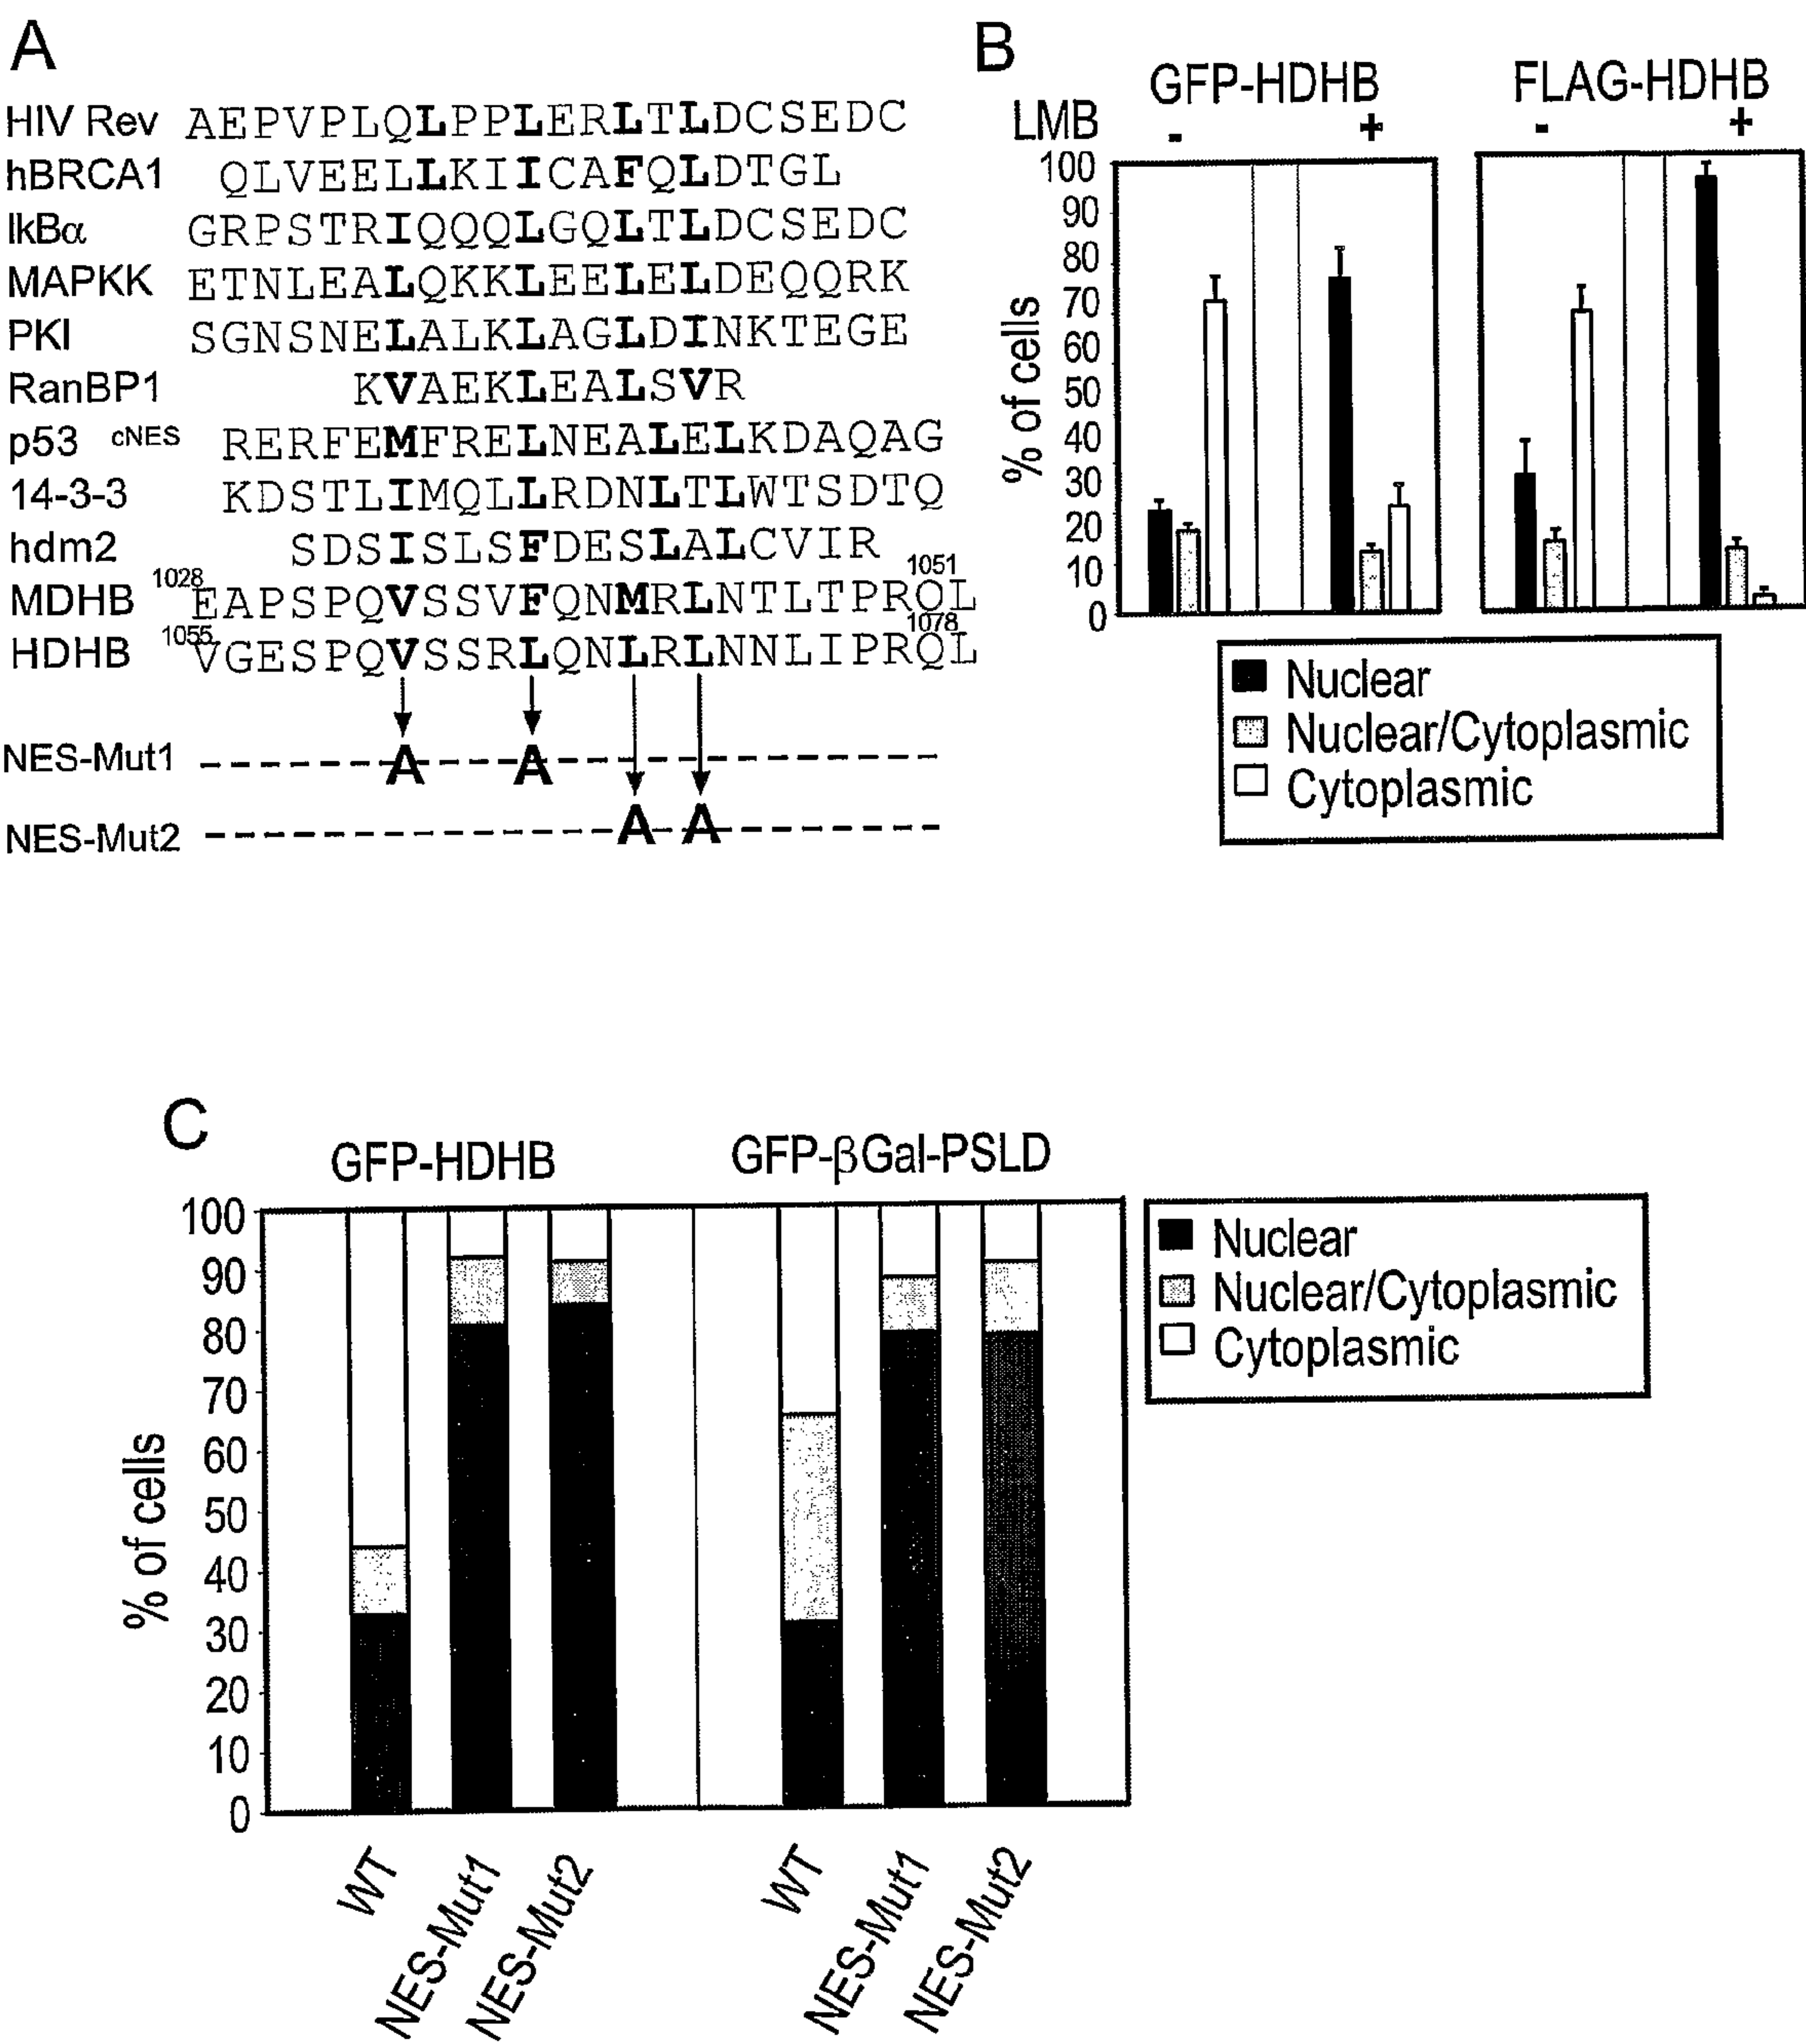 A
HIV Rev AEPVPLQLPPLERLTLDCSEDC
hBRCA1 QLVEELLKIICAFQLDTGL
IkBα GRPSTRIQQQLGQLTLDCSEDC
MAPKK ETNLEALQKKLEELELDEQQRK
PKI SGNSNELALKLAGLDINKTEGE
RanBP1 KVAEKLEALSVR
p53 cNES RERFEMFRELNEALELKDAQAG
14-3-3 KDSTLIMQLLRDNLTLWTSDTQ
hdm2 SDSISLSFDESLALCVIR
MDHB 1028 EAPSPQVSSVFQNMRLNTLTPRQL 1051
HDHB 1055 VGESPQVSSRLQNLRLNNLIPRQL 1078
NES-Mut1 A A
NES-Mut2 A A
B
GFP-HDHB FLAG-HDHB
LMB - + - +
% of cells
100
90
80
70
60
50
40
30
20
10
0
Nuclear
Nuclear/Cytoplasmic
Cytoplasmic
C
GFP-HDHB GFP-βGal-PSLD
% of cells
100
90
80
70
60
50
40
30
20
10
0
WT NES-Mut1 NES-Mut2 WT NES-Mut1 NES-Mut2
Nuclear
Nuclear/Cytoplasmic
Cytoplasmic